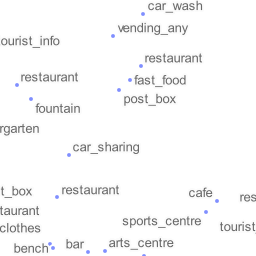 car_wash
vending_any
ourist_info
restaurant
restaurant
fast_food
post_box
fountain
rgarten
car_sharing
t_box
restaurant
cafe
res
taurant
sports_centre
tourist_
clothes
bar
arts_centre
bench